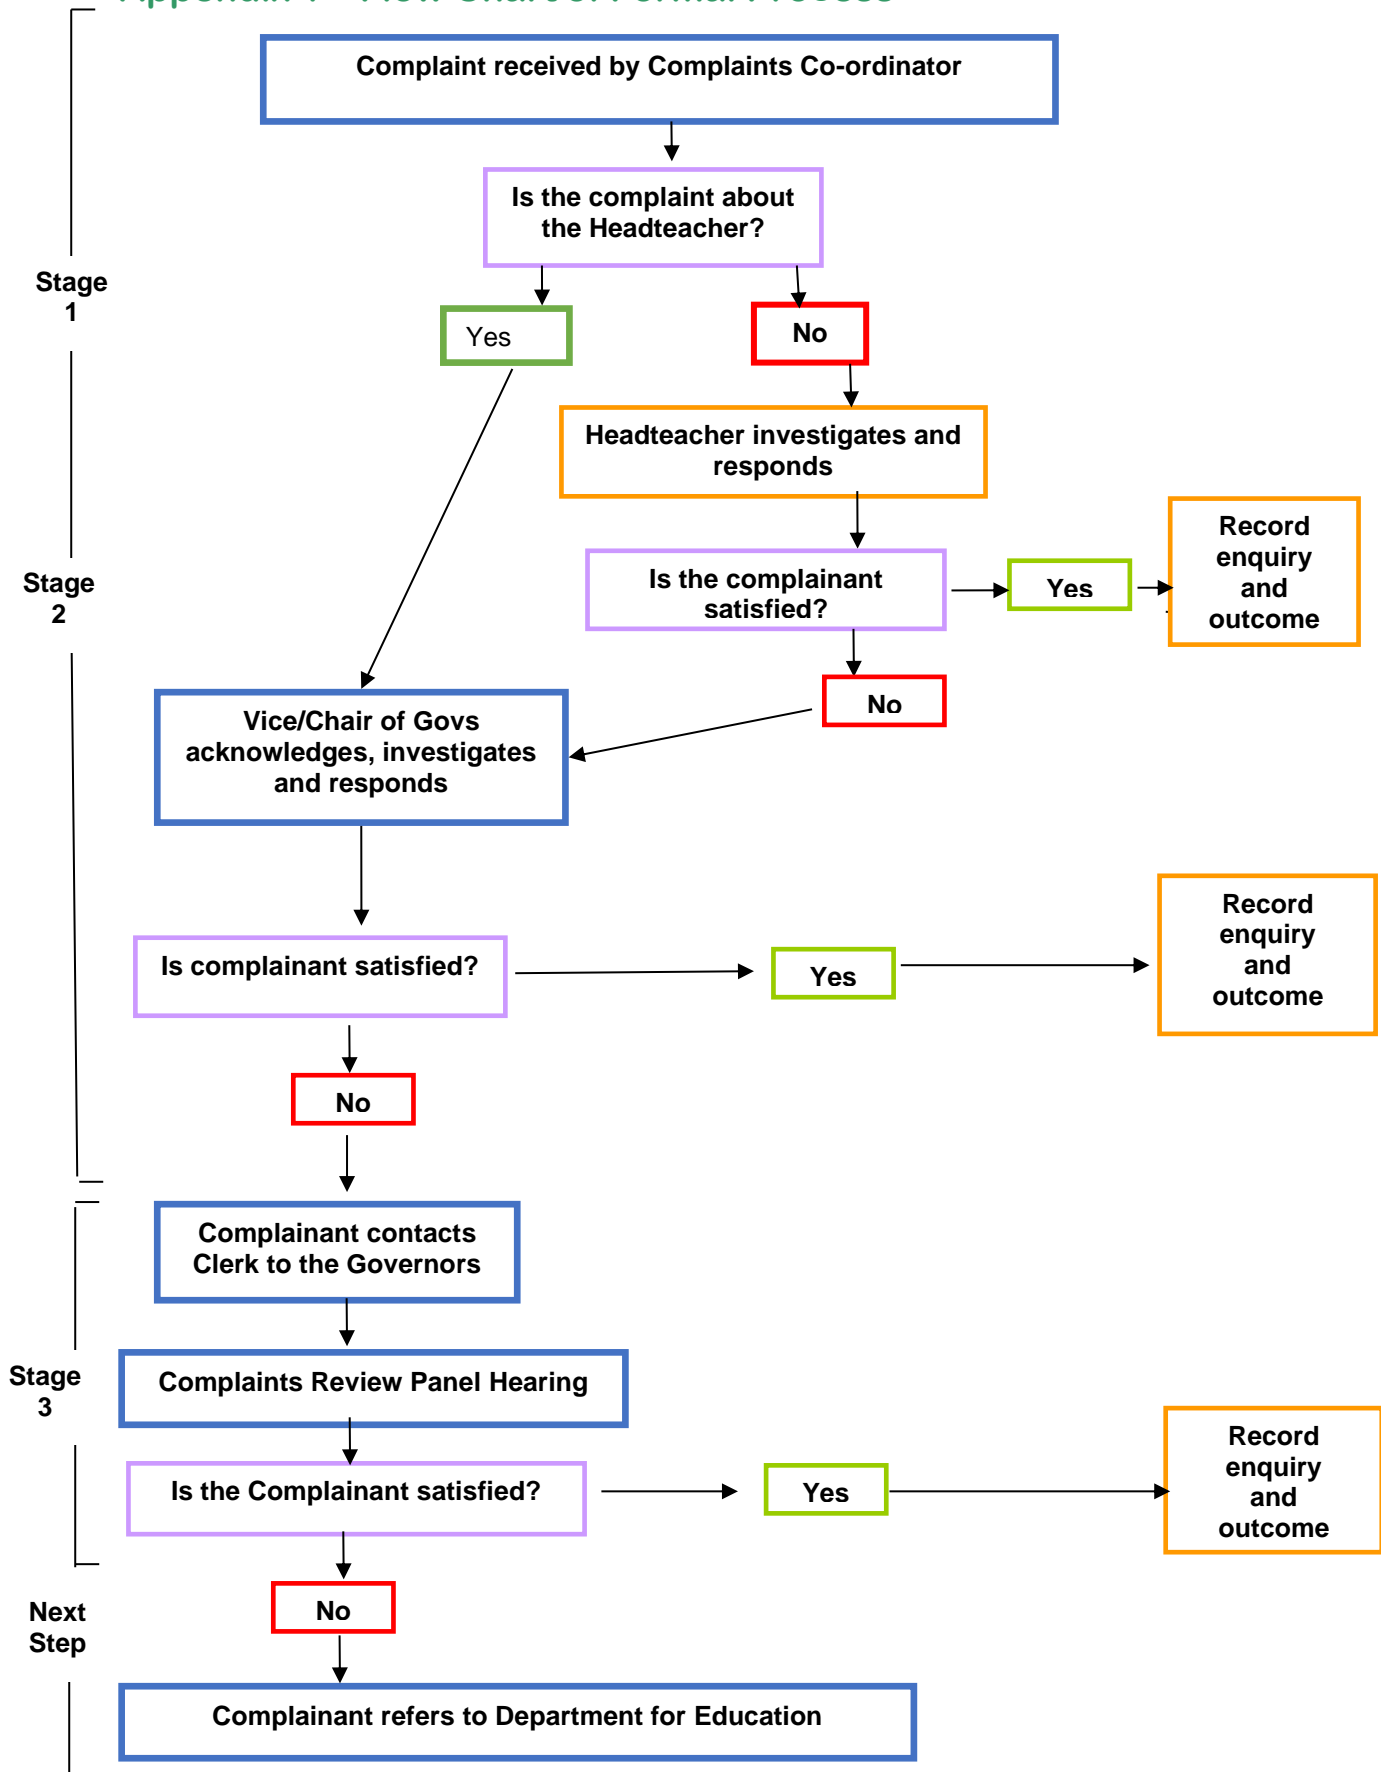 Complaint received by Complaints Co-ordinator
Is the complaint about
the Headteacher?
Stage
1
Yes
No
Headteacher investigates and
responds
Record
enquiry
and
outcome
Is the complainant
satisfied?
Yes
Stage
2
No
Vice/Chair of Govs
acknowledges, investigates
and responds
Record
enquiry
and
outcome
Is complainant satisfied?
Yes
No
Complainant contacts
Clerk to the Governors
Complaints Review Panel Hearing
Stage
3
Record
enquiry
and
outcome
Is the Complainant satisfied?
Yes
Next
Step
No
Complainant refers to Department for Education